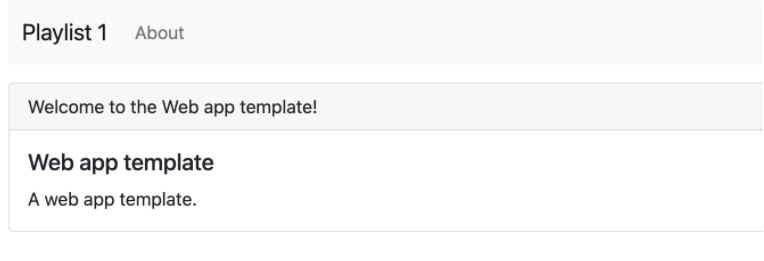 Playlist 1 About
Welcome to the Web app template!
Web app template
A web app template.